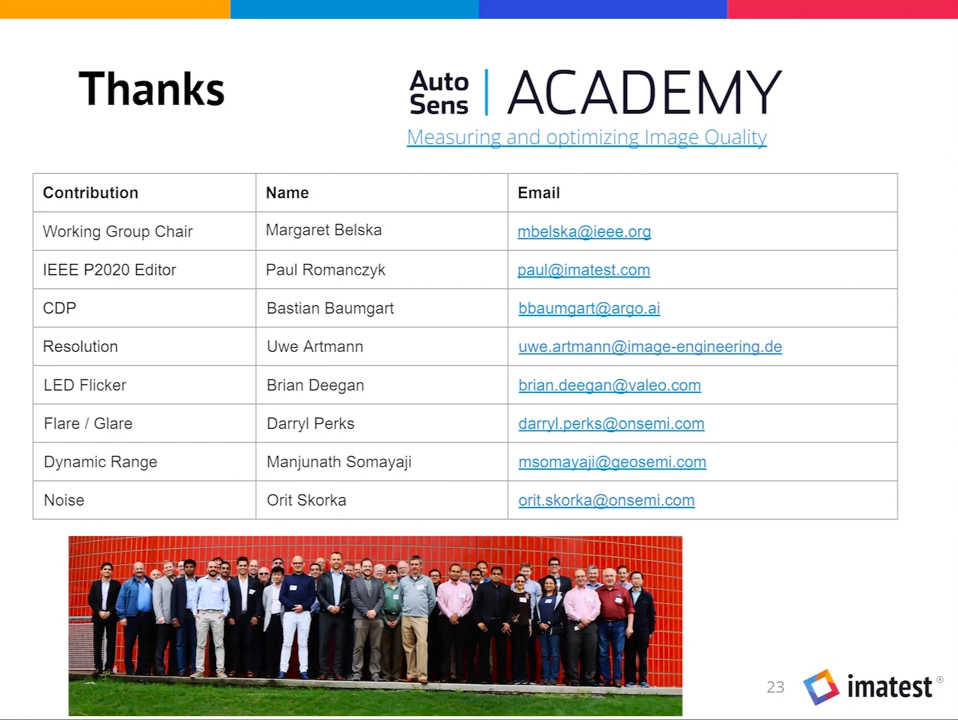 Thanks
Auto
Sens
ACADEMY
Measuring and optimizing Image Quality
Contribution Name Email
Working Group Chair Margaret Belska mbelska@ieee.org
IEEE P2020 Editor Paul Romanczyk paul@imatest.com
CDP Bastian Baumgart bbaumgart@argo.ai
Resolution Uwe Artmann uwe.artmann@image-engineering.de
LED Flicker Brian Deegan brian.deegan@valeo.com
Flare / Glare Darryl Perks darryl.perks@onsemi.com
Dynamic Range Manjunath Somayaji msomayaji@geosemi.com
Noise Orit Skorka orit.skorka@onsemi.com
23
imatest®